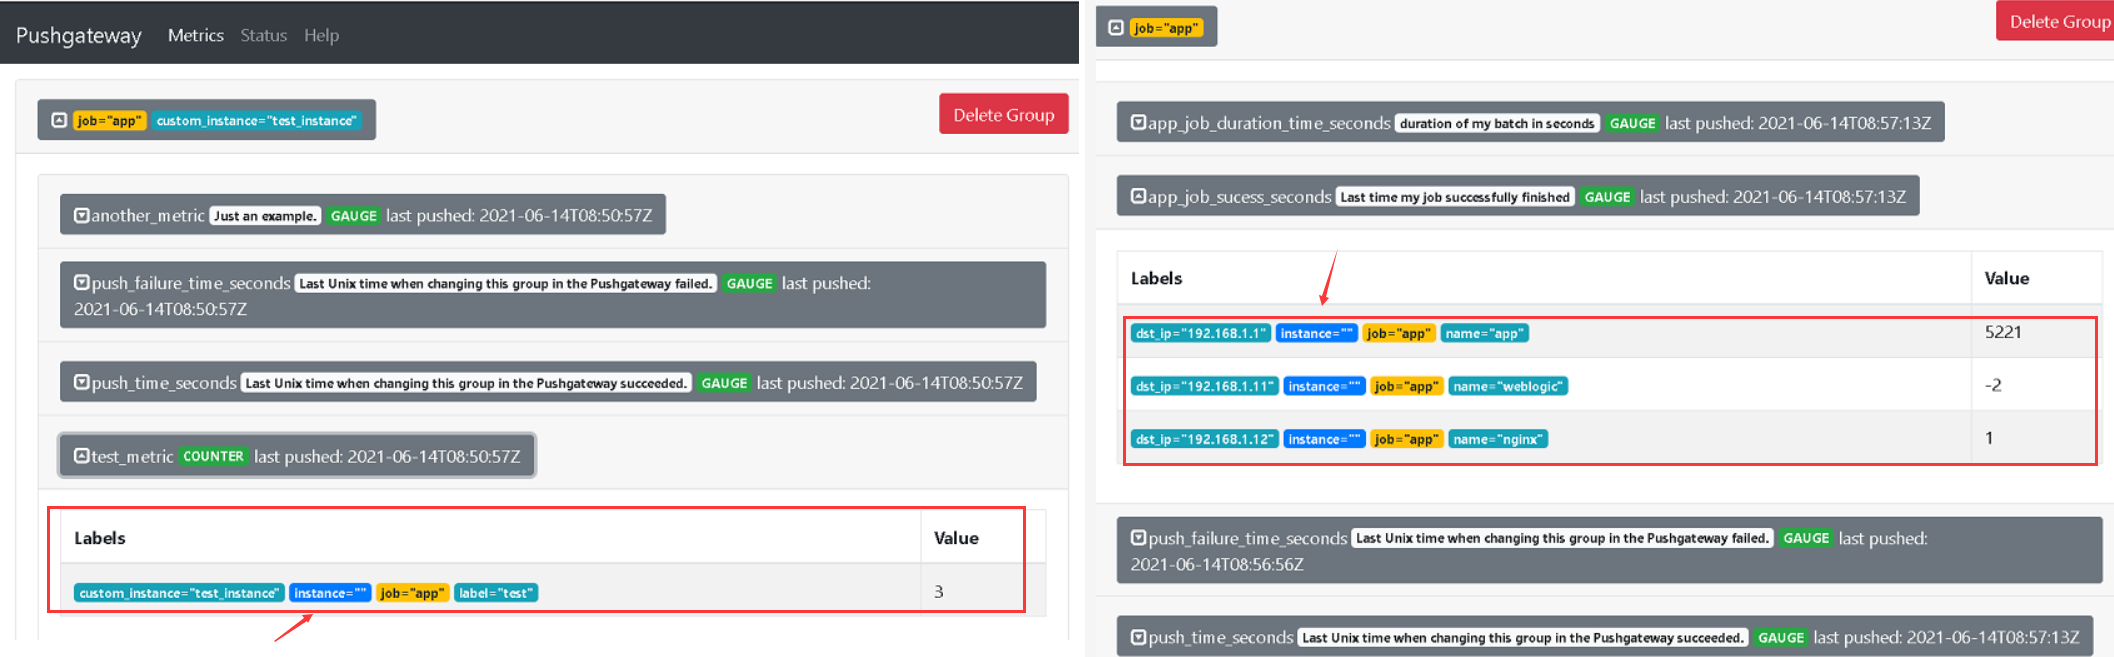 Pushgateway Metrics Status Help
job="app" custom_instance="test_instance" Delete Group
another_metric Just an example. GAUGE last pushed: 2021-06-14T08:50:57Z
push_failure_time_seconds Last Unix time when changing this group in the Pushgateway failed. GAUGE last pushed:
2021-06-14T08:50:57Z
push_time_seconds Last Unix time when changing this group in the Pushgateway succeeded. GAUGE last pushed: 2021-06-14T08:50:57Z
test_metric COUNTER last pushed: 2021-06-14T08:50:57Z
Labels Value
custom_instance="test_instance" instance="" job="app" label="test" 3
job="app" Delete Group
app_job_duration_time_seconds duration of my batch in seconds GAUGE last pushed: 2021-06-14T08:57:13Z
app_job_sucess_seconds Last time my job successfully finished GAUGE last pushed: 2021-06-14T08:57:13Z
Labels Value
dst_ip="192.168.1.1" instance="" job="app" name="app" 5221
dst_ip="192.168.1.11" instance="" job="app" name="weblogic" -2
dst_ip="192.168.1.12" instance="" job="app" name="nginx" 1
push_failure_time_seconds Last Unix time when changing this group in the Pushgateway failed. GAUGE last pushed:
2021-06-14T08:56:56Z
push_time_seconds Last Unix time when changing this group in the Pushgateway succeeded. GAUGE last pushed: 2021-06-14T08:57:13Z